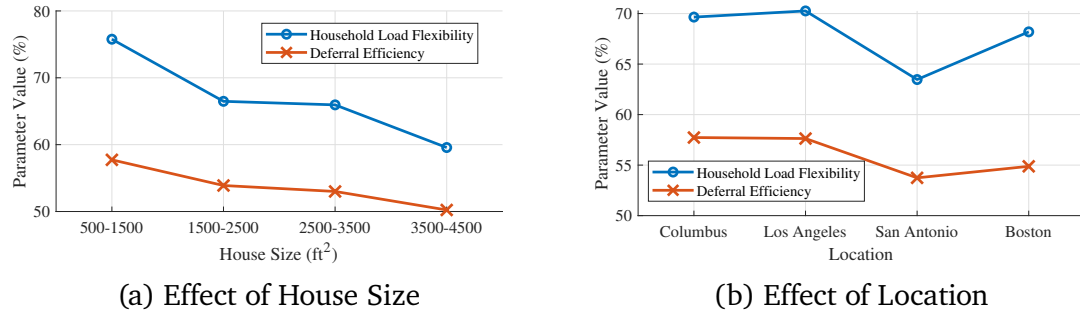 80
70
60
50
Parameter Value (%)
Household Load Flexibility
Deferral Efficiency
500-1500 1500-2500 2500-3500 3500-4500
House Size (ft²)
(a) Effect of House Size
70
65
60
55
50
Parameter Value (%)
Household Load Flexibility
Deferral Efficiency
Columbus Los Angeles San Antonio Boston
Location
(b) Effect of Location